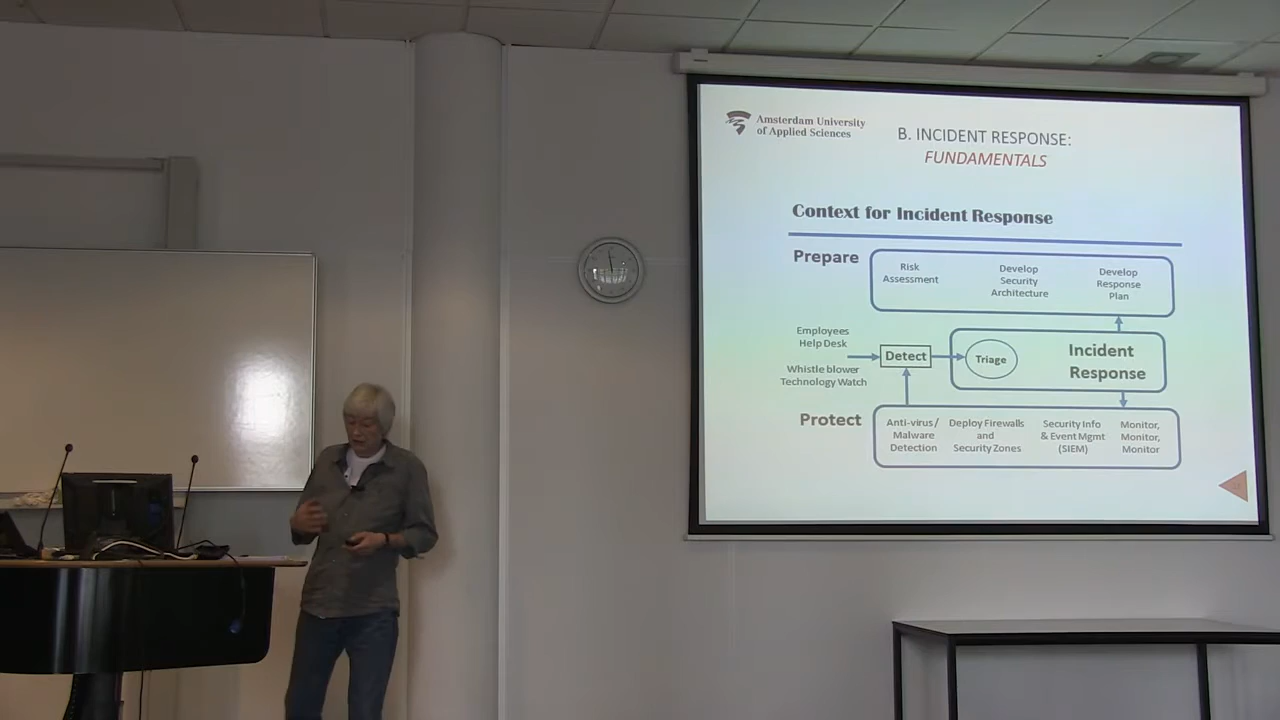 Amsterdam University
of Applied Sciences
B. INCIDENT RESPONSE:
FUNDAMENTALS
Context for Incident Response
Prepare
Risk
Assessment
Develop
Security
Architecture
Develop
Response
Plan
Employees
Help Desk
Whistle blower
Technology Watch
Detect
Triage
Incident
Response
Protect
Anti-virus/
Malware
Detection
Deploy Firewalls
and
Security Zones
Security Info
& Event Mgmt
(SIEM)
Monitor,
Monitor,
Monitor